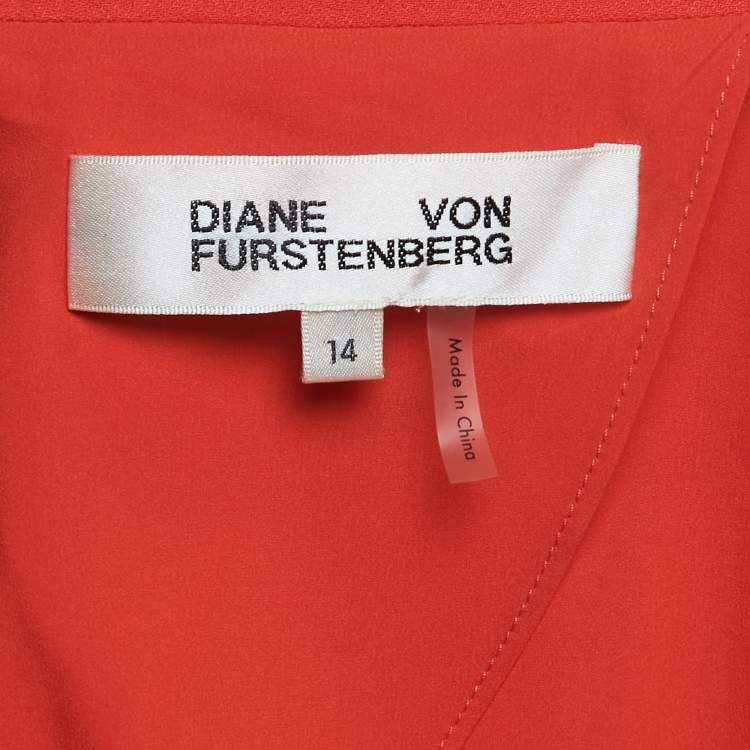 DIANE VON
FURSTENBERG
14
Made In China